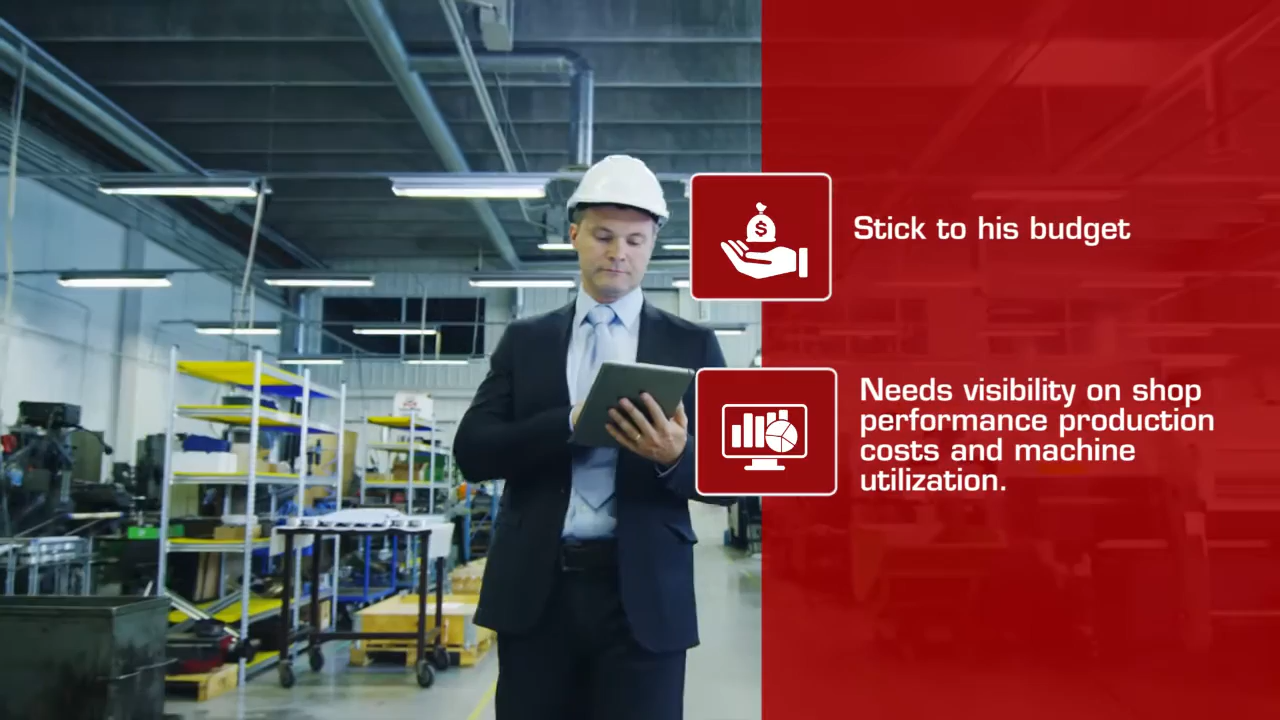 Stick to his budget
Needs visibility on shop
performance production
costs and machine
utilization.